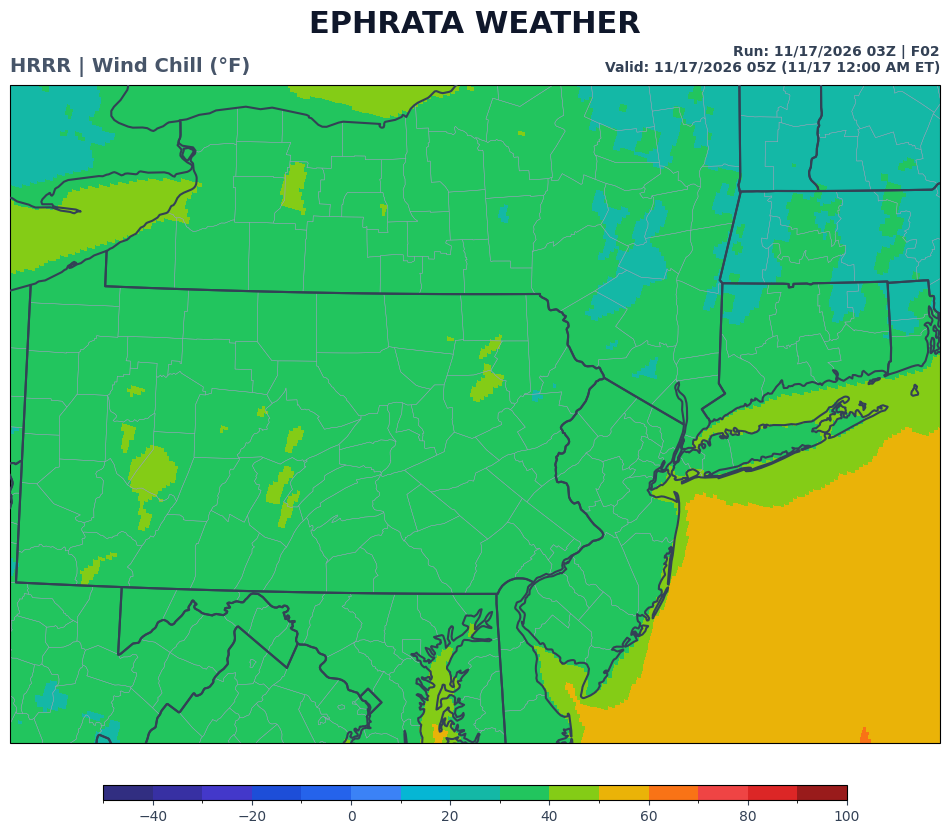 EPHRATA WEATHER
HRRR | Wind Chill (°F)
Run: 11/17/2026 03Z | F02
Valid: 11/17/2026 05Z (11/17 12:00 AM ET)
−40 −20 0 20 40 60 80 100